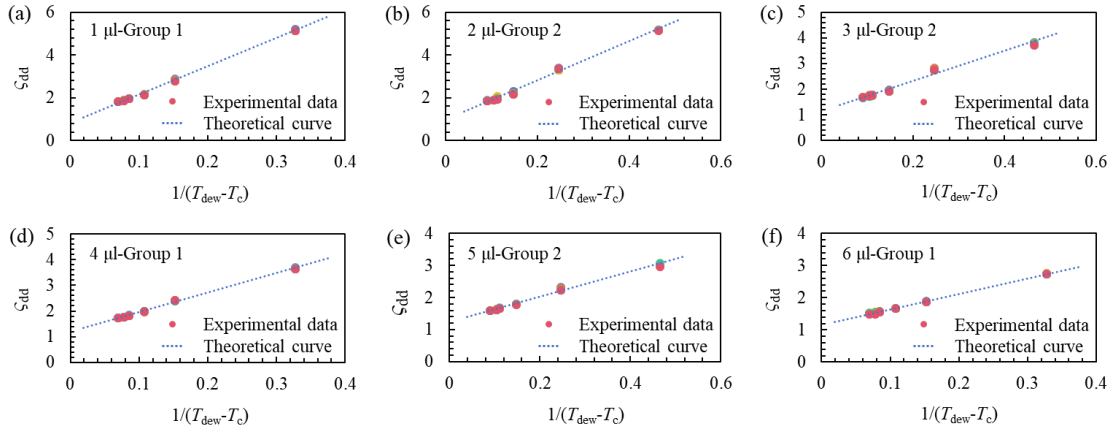 (a)
1 μl-Group 1
ςdd
6
4
2
0
Experimental data
Theoretical curve
0 0.1 0.2 0.3 0.4
1/(Tdew-Tc)
(b)
2 μl-Group 2
ςdd
6
4
2
0
Experimental data
Theoretical curve
0 0.2 0.4 0.6
1/(Tdew-Tc)
(c)
3 μl-Group 2
ςdd
5
4
3
2
1
0
Experimental data
Theoretical curve
0 0.2 0.4 0.6
1/(Tdew-Tc)
(d)
4 μl-Group 1
ςdd
5
4
3
2
1
0
Experimental data
Theoretical curve
0 0.1 0.2 0.3 0.4
1/(Tdew-Tc)
(e)
5 μl-Group 2
ςdd
4
3
2
1
0
Experimental data
Theoretical curve
0 0.2 0.4 0.6
1/(Tdew-Tc)
(f)
6 μl-Group 1
ςdd
4
3
2
1
0
Experimental data
Theoretical curve
0 0.1 0.2 0.3 0.4
1/(Tdew-Tc)